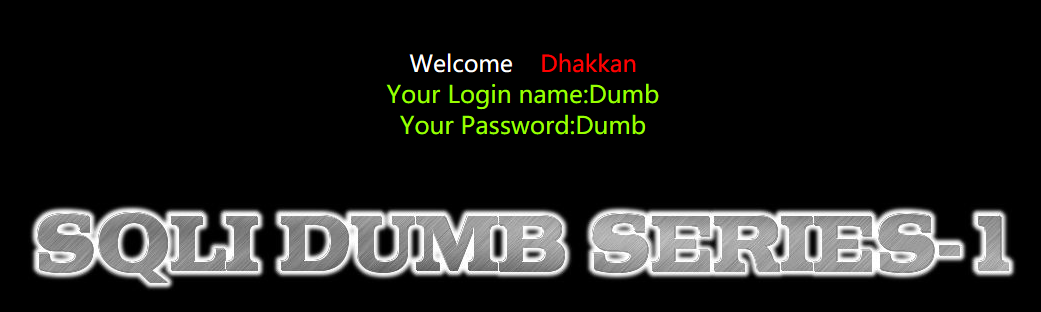 Welcome Dhakkan
Your Login name:Dumb
Your Password:Dumb
SQLI DUMB SERIES-1